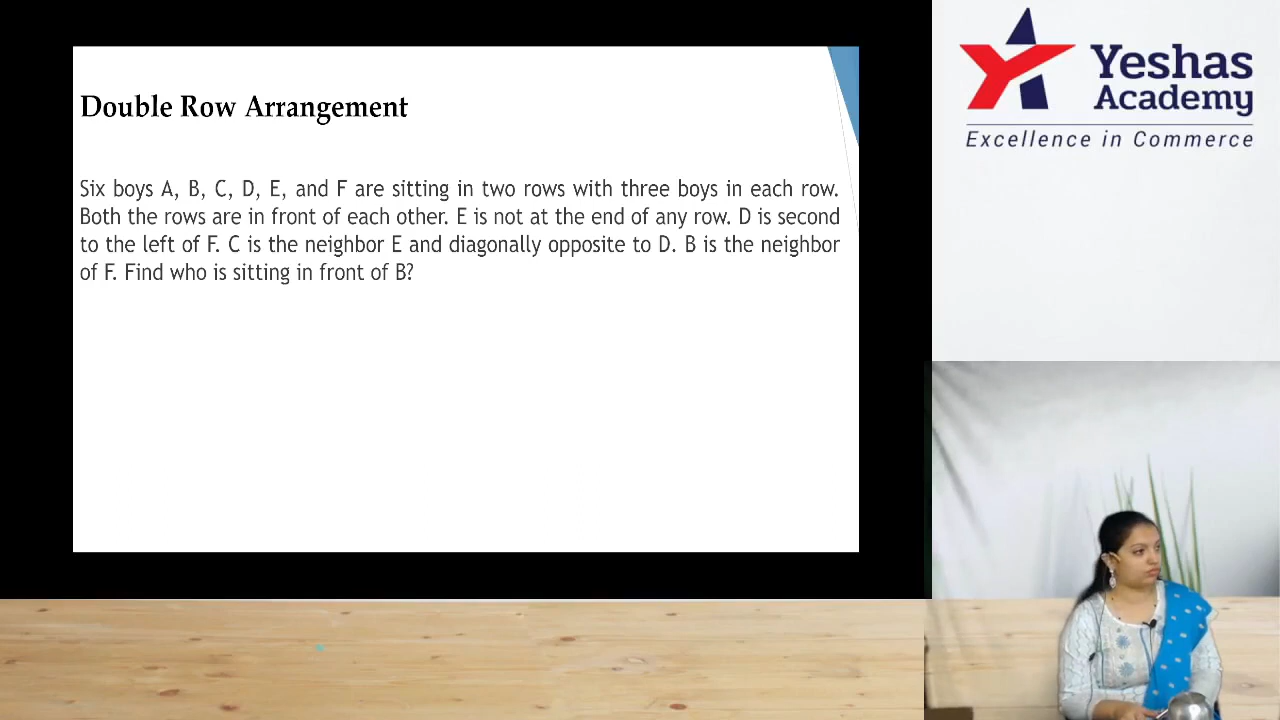 Double Row Arrangement
Six boys A, B, C, D, E, and F are sitting in two rows with three boys in each row.
Both the rows are in front of each other. E is not at the end of any row. D is second
to the left of F. C is the neighbor E and diagonally opposite to D. B is the neighbor
of F. Find who is sitting in front of B?
Yeshas
Academy
Excellence in Commerce